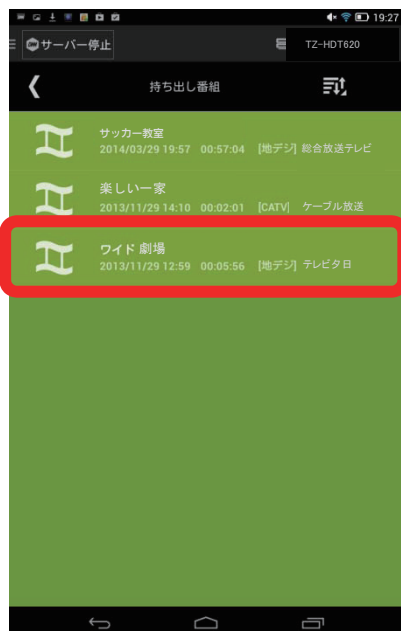 19:27
サーバー停止
TZ-HDT620
持ち出し番組
サッカー教室
2014/03/29 19:57 00:57:04 [地デジ] 総合放送テレビ
楽しい一家
2013/11/29 14:10 00:02:01 [CATV] ケーブル放送
ワイド 劇場
2013/11/29 12:59 00:05:56 [地デジ] テレビタ日